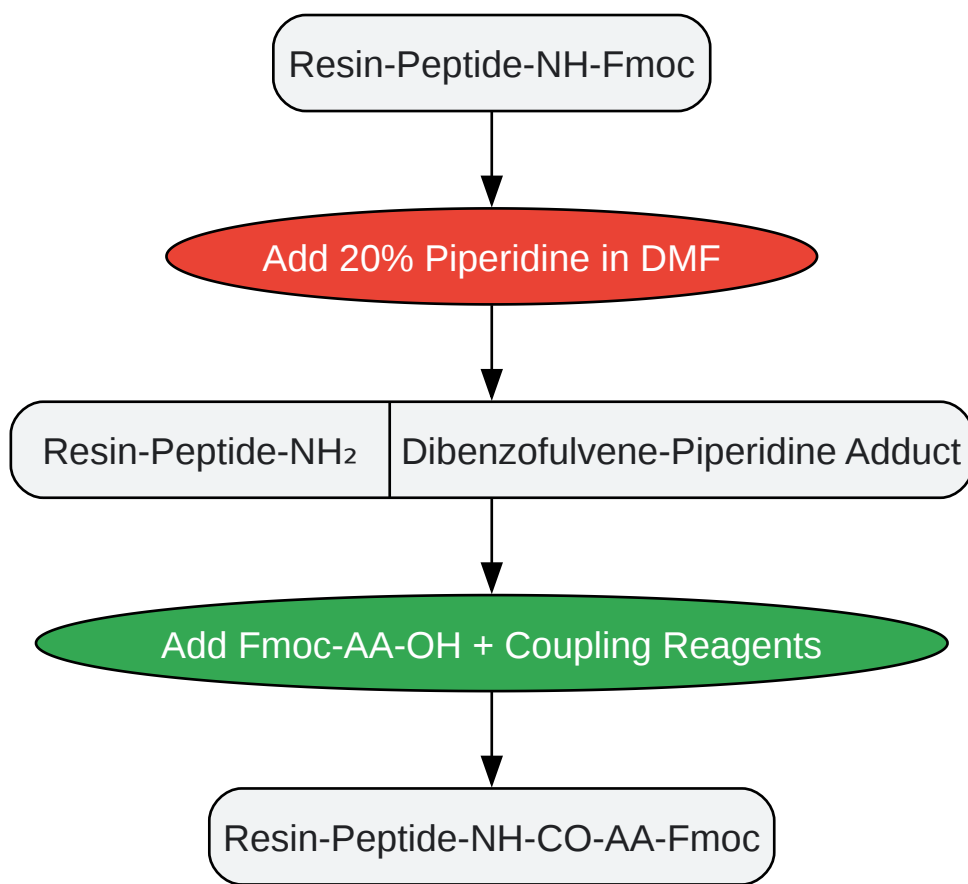 Resin-Peptide-NH-Fmoc
Add 20% Piperidine in DMF
Resin-Peptide-NH₂
Dibenzofulvene-Piperidine Adduct
Add Fmoc-AA-OH + Coupling Reagents
Resin-Peptide-NH-CO-AA-Fmoc